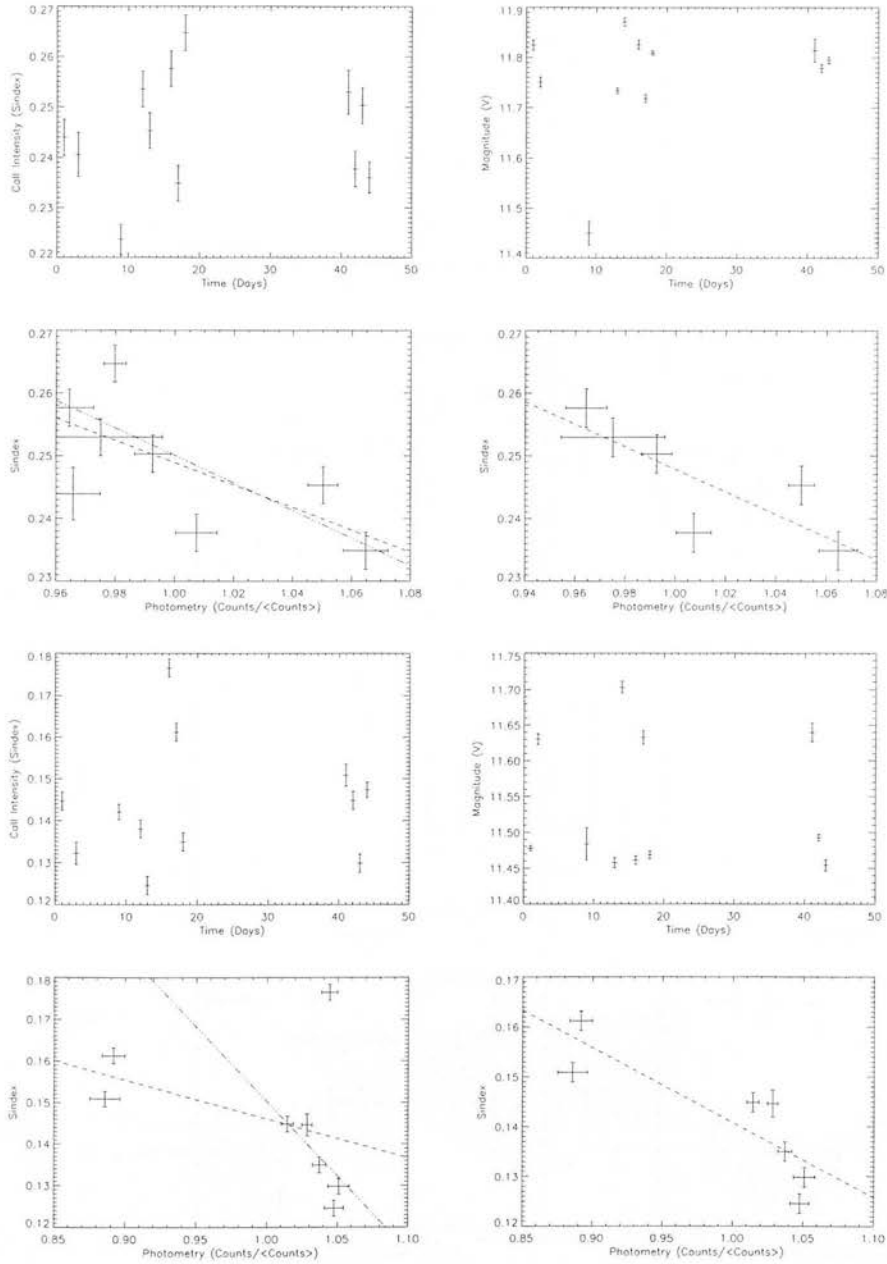 0.27
0.26
0.25
0.24
0.23
0.22
CaII Intensity (Sindex)
0 10 20 30 40 50
Time (Days)
11.9
11.8
11.7
11.6
11.5
11.4
Magnitude (V)
0 10 20 30 40 50
Time (Days)
0.27
0.26
0.25
0.24
0.23
Sindex
0.96 0.98 1.00 1.02 1.04 1.06 1.08
Photometry (Counts/<Counts>)
0.27
0.26
0.25
0.24
0.23
Sindex
0.94 0.96 0.98 1.00 1.02 1.04 1.06 1.08
Photometry (Counts/<Counts>)
0.18
0.17
0.16
0.15
0.14
0.13
0.12
CaII Intensity (Sindex)
0 10 20 30 40 50
Time (Days)
11.75
11.70
11.65
11.60
11.55
11.50
11.45
11.40
Magnitude (V)
0 10 20 30 40 50
Time (Days)
0.18
0.17
0.16
0.15
0.14
0.13
0.12
Sindex
0.85 0.90 0.95 1.00 1.05 1.10
Photometry (Counts/<Counts>)
0.17
0.16
0.15
0.14
0.13
0.12
Sindex
0.85 0.90 0.95 1.00 1.05 1.10
Photometry (Counts/<Counts>)